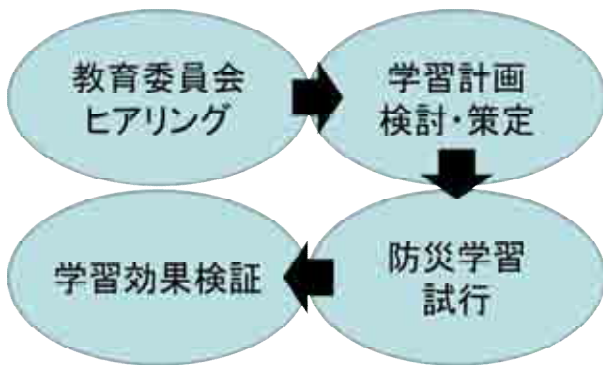 教育委員会
ヒアリング
学習計画
検討・策定
防災学習
試行
学習効果検証